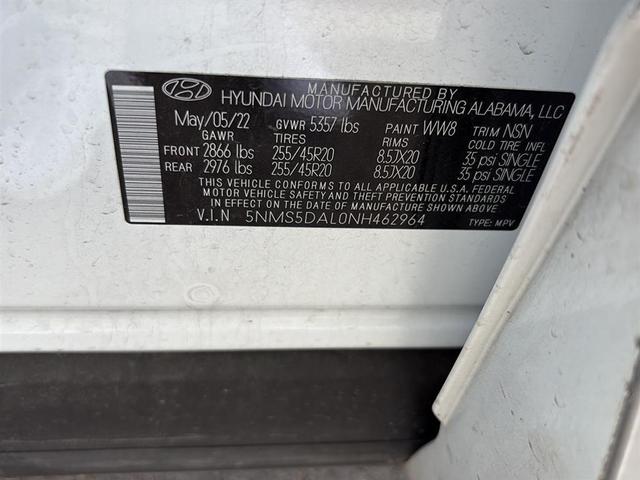 MANUFACTURED BY
HYUNDAI MOTOR MANUFACTURING ALABAMA, LLC
May/05/22 GVWR 5357 lbs PAINT WW8 TRIM NSN
GAWR TIRES RIMS COLD TIRE INFL
FRONT 2866 lbs 255/45R20 8.5JX20 35 psi SINGLE
REAR 2976 lbs 255/45R20 8.5JX20 35 psi SINGLE
THIS VEHICLE CONFORMS TO ALL APPLICABLE U.S.A. FEDERAL
MOTOR VEHICLE SAFETY AND THEFT PREVENTION STANDARDS
IN EFFECT ON THE DATE OF MANUFACTURE SHOWN ABOVE.
V.I.N 5NMS5DAL0NH462964 TYPE: MPV